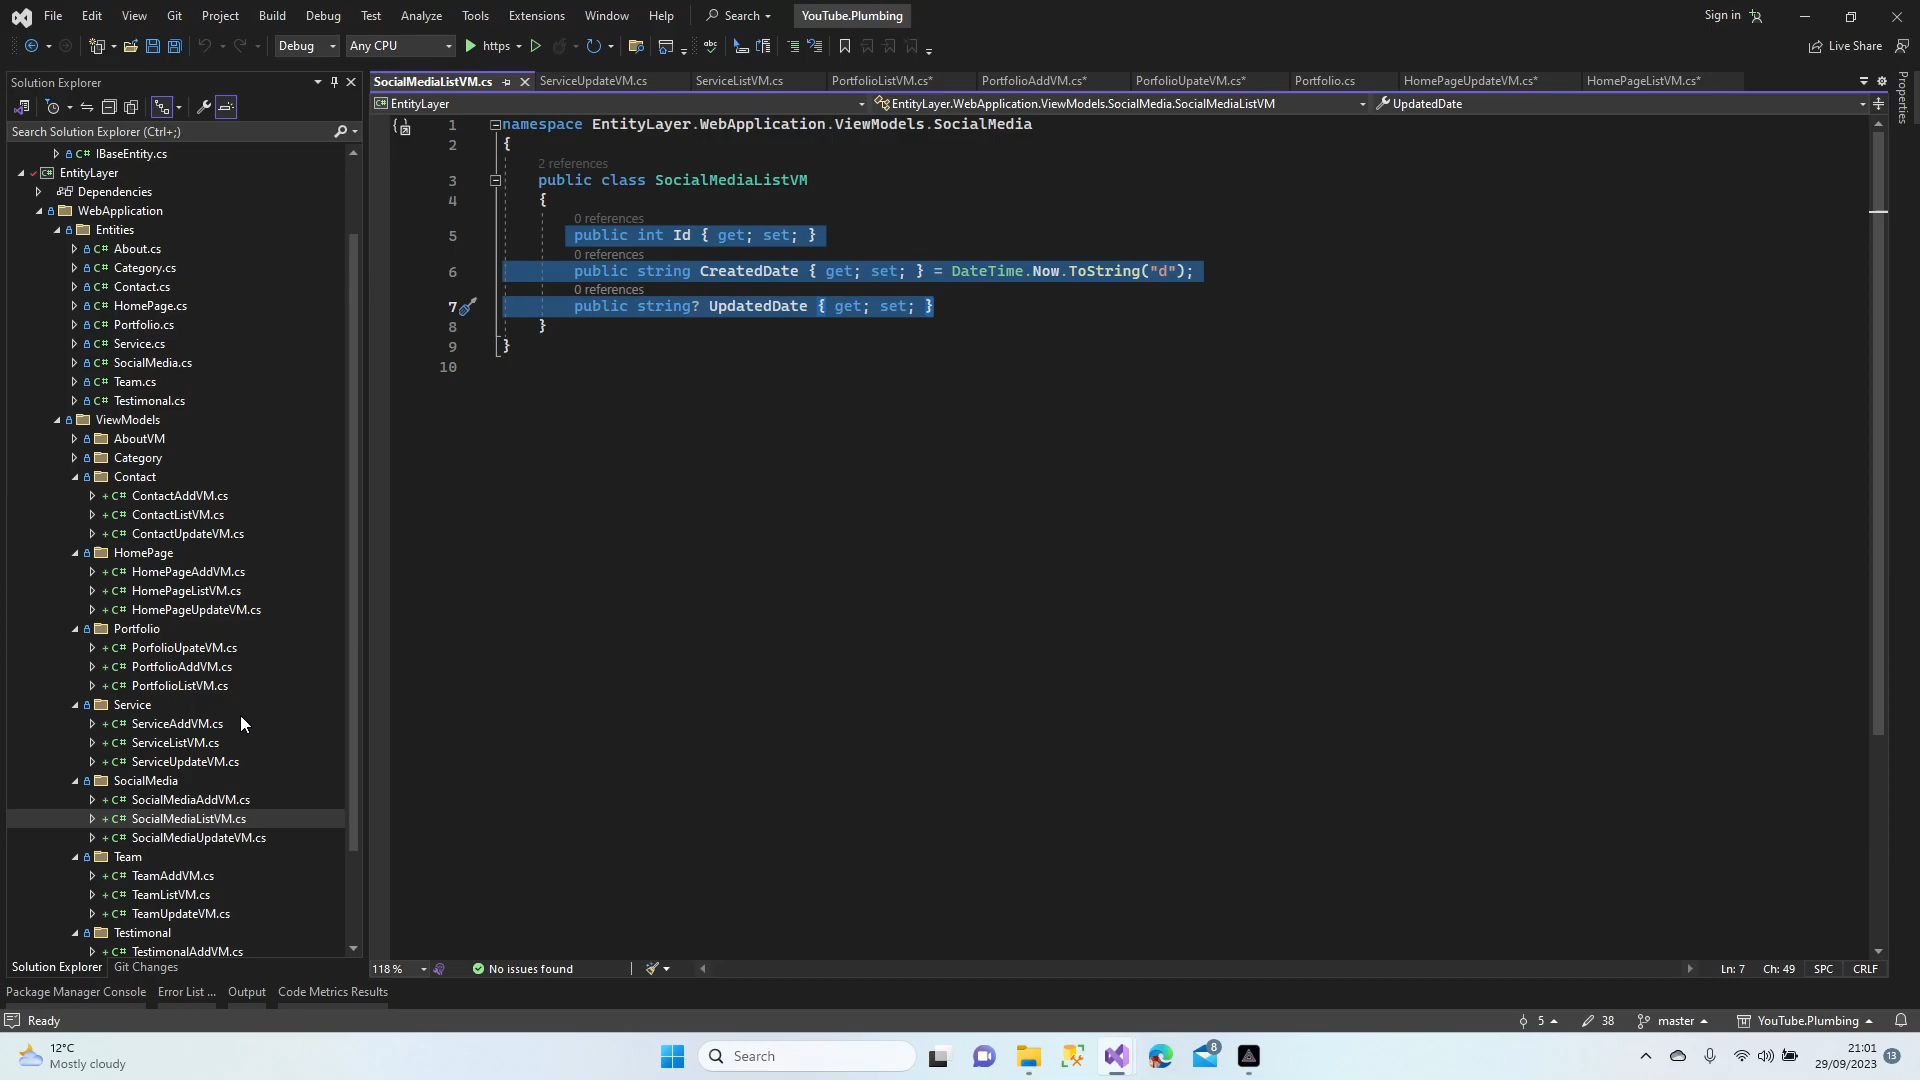 File Edit View Git Project Build Debug Test Analyze Tools Extensions Window Help Search YouTube.Plumbing Sign in
Debug Any CPU https Live Share
Solution Explorer
Search Solution Explorer (Ctrl+;)
C# IBaseEntity.cs
EntityLayer
Dependencies
WebApplication
Entities
C# About.cs
C# Category.cs
C# Contact.cs
C# HomePage.cs
C# Portfolio.cs
C# Service.cs
C# SocialMedia.cs
C# Team.cs
C# Testimonal.cs
ViewModels
AboutVM
Category
Contact
+ C# ContactAddVM.cs
+ C# ContactListVM.cs
+ C# ContactUpdateVM.cs
HomePage
+ C# HomePageAddVM.cs
+ C# HomePageListVM.cs
+ C# HomePageUpdateVM.cs
Portfolio
+ C# PorfolioUpateVM.cs
+ C# PortfolioAddVM.cs
+ C# PortfolioListVM.cs
Service
+ C# ServiceAddVM.cs
+ C# ServiceListVM.cs
+ C# ServiceUpdateVM.cs
SocialMedia
+ C# SocialMediaAddVM.cs
+ C# SocialMediaListVM.cs
+ C# SocialMediaUpdateVM.cs
Team
+ C# TeamAddVM.cs
+ C# TeamListVM.cs
+ C# TeamUpdateVM.cs
Testimonal
+ C# TestimonalAddVM.cs
Solution Explorer Git Changes
SocialMediaListVM.cs ServiceUpdateVM.cs ServiceListVM.cs PortfolioListVM.cs* PortfolioAddVM.cs* PorfolioUpateVM.cs* Portfolio.cs HomePageUpdateVM.cs* HomePageListVM.cs*
EntityLayer EntityLayer.WebApplication.ViewModels.SocialMedia.SocialMediaListVM UpdatedDate
1 namespace EntityLayer.WebApplication.ViewModels.SocialMedia
2 {
2 references
3 public class SocialMediaListVM
4 {
0 references
5 public int Id { get; set; }
0 references
6 public string CreatedDate { get; set; } = DateTime.Now.ToString("d");
0 references
7 public string? UpdatedDate { get; set; }
8 }
9 }
10
Properties
118 % No issues found Ln: 7 Ch: 49 SPC CRLF
Package Manager Console Error List ... Output Code Metrics Results
Ready 5 38 master YouTube.Plumbing
12°C
Mostly cloudy
Search
8
21:01
29/09/2023
13